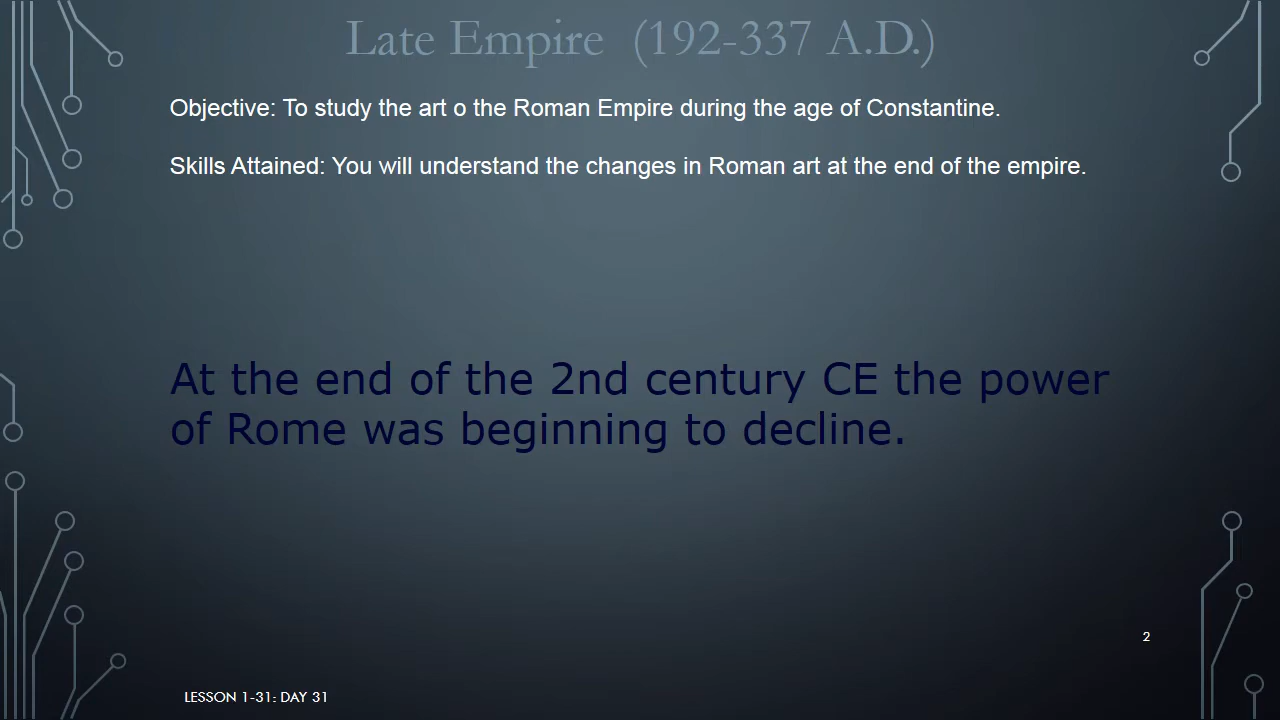 Late Empire (192-337 A.D.)
Objective: To study the art o the Roman Empire during the age of Constantine.
Skills Attained: You will understand the changes in Roman art at the end of the empire.
At the end of the 2nd century CE the power
of Rome was beginning to decline.
2
LESSON 1-31: DAY 31